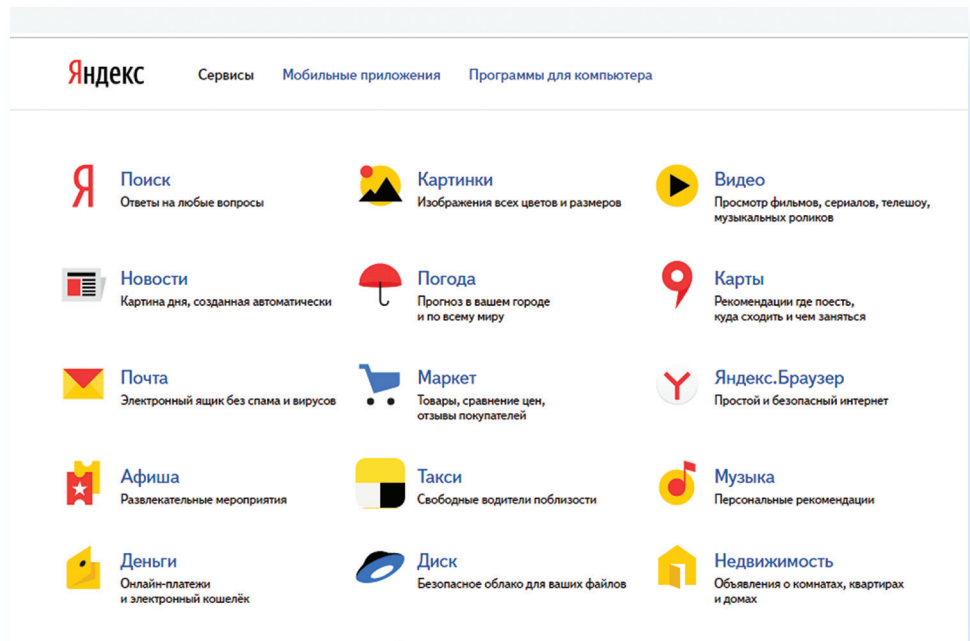 Яндекс Сервисы Мобильные приложения Программы для компьютера
Я Поиск
Ответы на любые вопросы
Картинки
Изображения всех цветов и размеров
Видео
Просмотр фильмов, сериалов, телешоу,
музыкальных роликов
Новости
Картина дня, созданная автоматически
Погода
Прогноз в вашем городе
и по всему миру
Карты
Рекомендации где поесть,
куда сходить и чем заняться
Почта
Электронный ящик без спама и вирусов
Маркет
Товары, сравнение цен,
отзывы покупателей
Яндекс.Браузер
Простой и безопасный интернет
Афиша
Развлекательные мероприятия
Такси
Свободные водители поблизости
Музыка
Персональные рекомендации
Деньги
Онлайн-платежи
и электронный кошелёк
Диск
Безопасное облако для ваших файлов
Недвижимость
Объявления о комнатах, квартирах
и домах